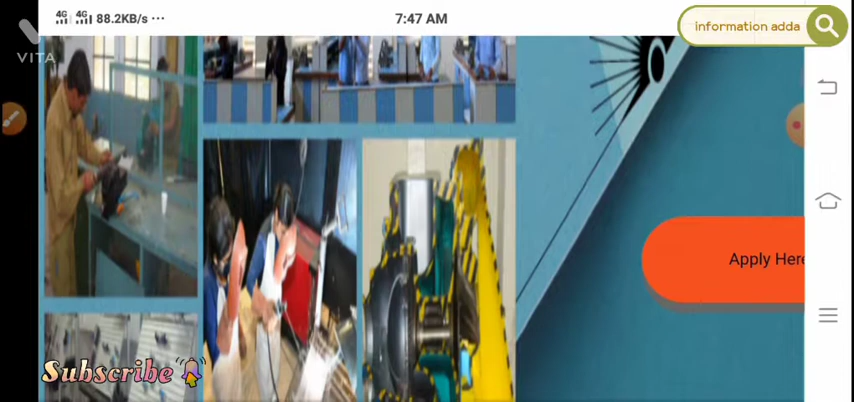 4G 4G 88.2KB/s ...
7:47 AM
information adda
VITA
Apply Here
Subscribe